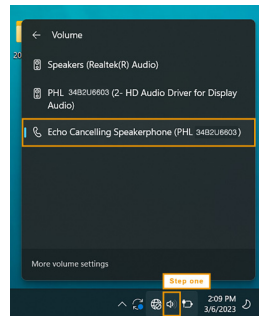 ← Volume
20
Speakers (Realtek(R) Audio)
PHL 34B2U6603 (2- HD Audio Driver for Display
Audio)
Echo Cancelling Speakerphone (PHL 34B2U6603)
More volume settings
Step one
2:09 PM
3/6/2023